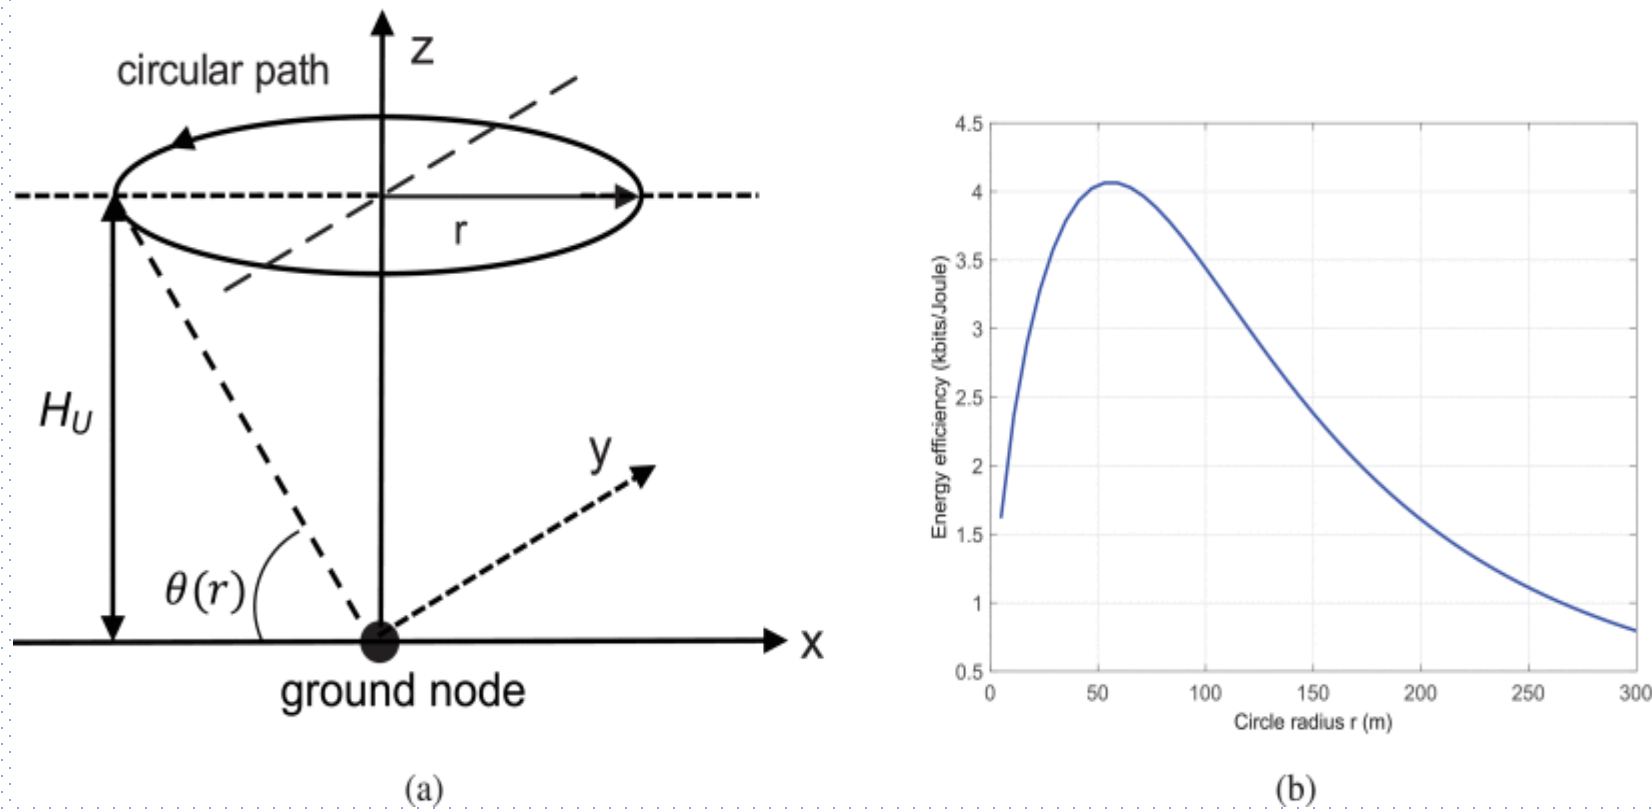 z
circular path
r
H_U
y
θ(r)
x
ground node
(a)
4.5
4
3.5
3
2.5
2
1.5
1
0.5
0 50 100 150 200 250 300
Energy efficiency (kbits/Joule)
Circle radius r (m)
(b)